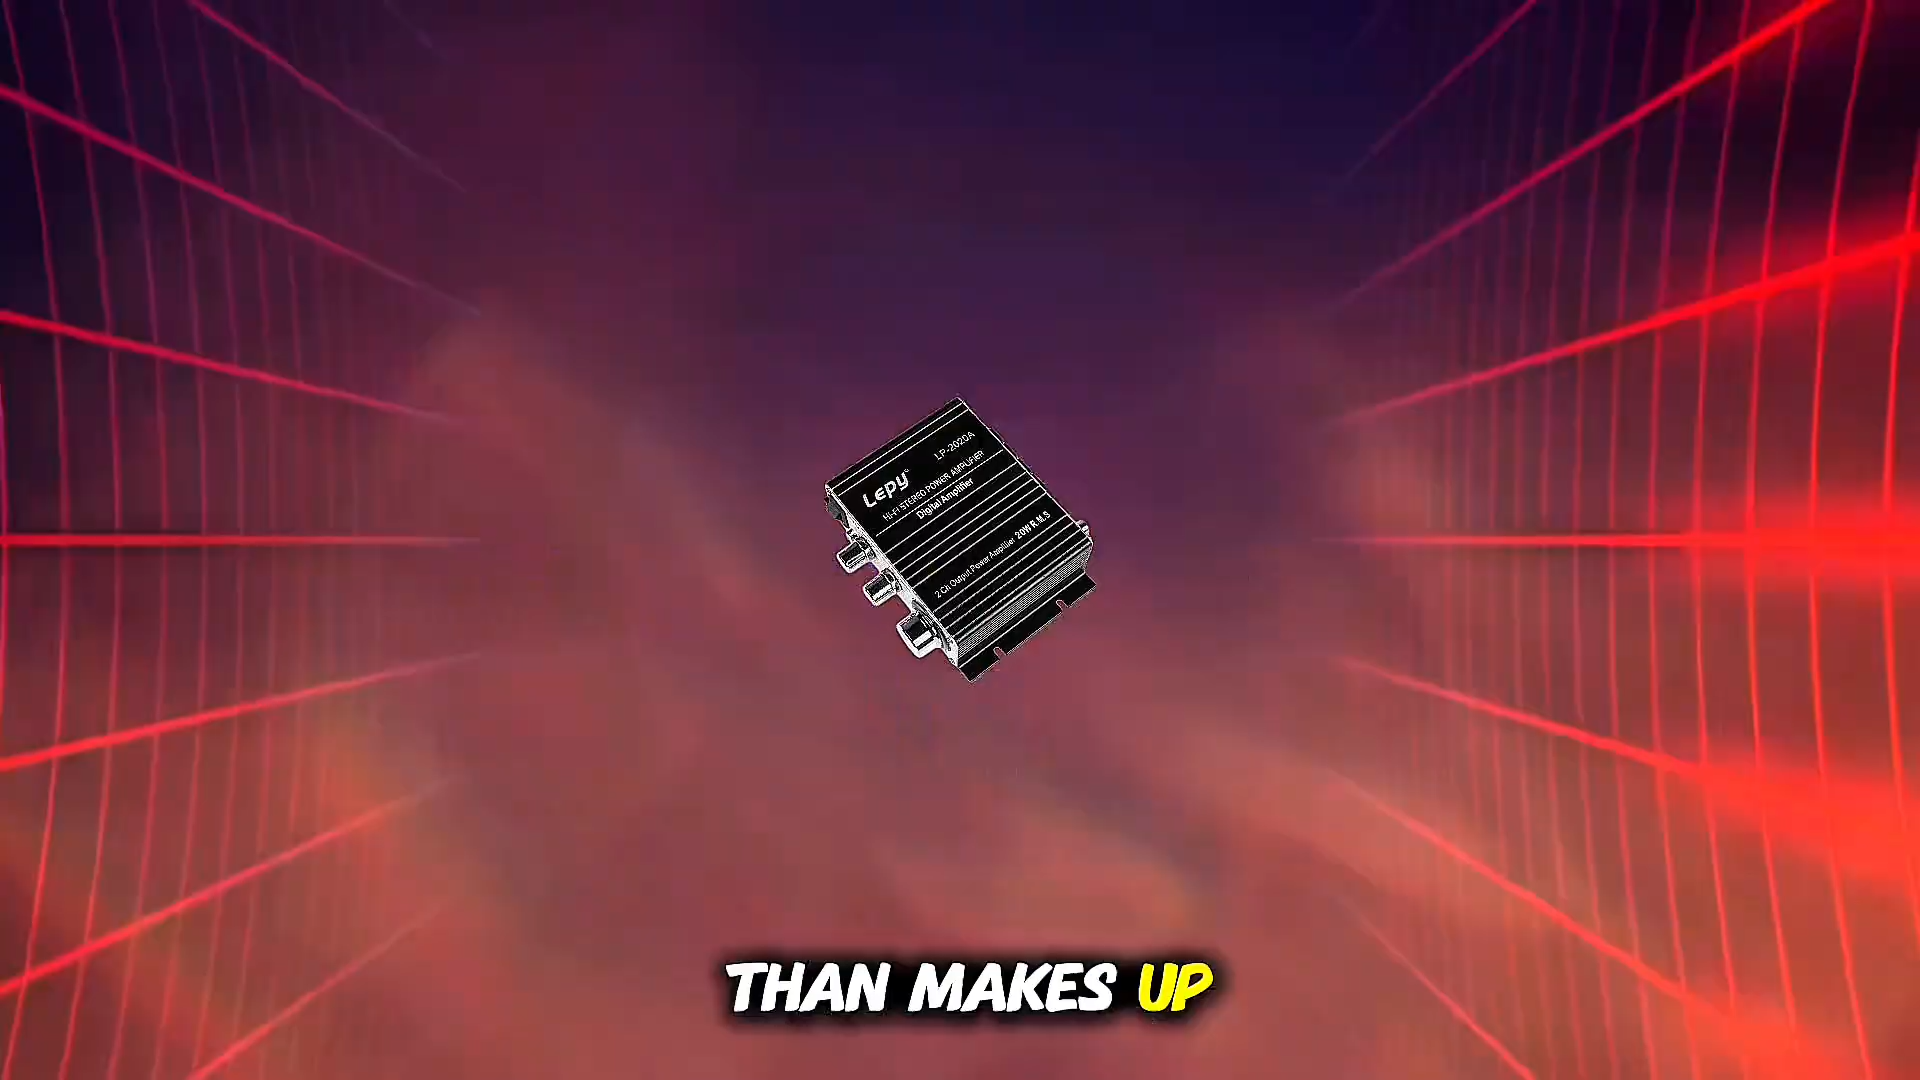 LP-2020A
Lepy®
HI-FI STEREO POWER AMPLIFIER
Digital Amplifier
2 Ch Output Power Amplifier 20W R.M.S
THAN MAKES UP